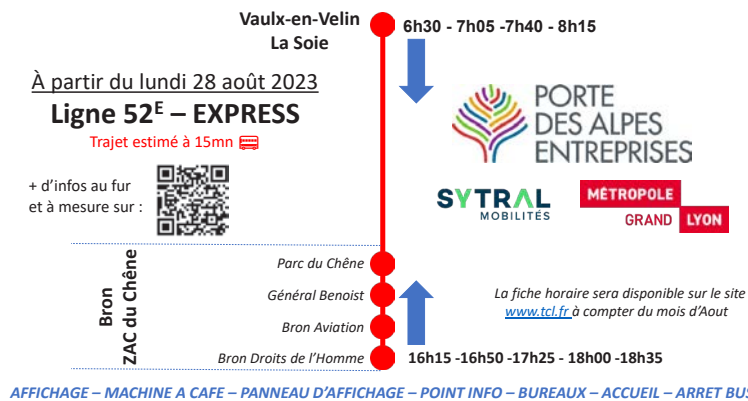 Vaulx-en-Velin
La Soie
6h30 - 7h05 -7h40 - 8h15
À partir du lundi 28 août 2023
Ligne 52E – EXPRESS
Trajet estimé à 15mn
+ d'infos au fur
et à mesure sur :
PORTE
DES ALPES
ENTREPRISES
SYTRAL
MOBILITÉS
MÉTROPOLE
GRAND LYON
Bron
ZAC du Chêne
Parc du Chêne
Général Benoist
Bron Aviation
Bron Droits de l'Homme
La fiche horaire sera disponible sur le site
www.tcl.fr à compter du mois d'Aout
16h15 -16h50 -17h25 - 18h00 -18h35
AFFICHAGE – MACHINE A CAFE – PANNEAU D'AFFICHAGE – POINT INFO – BUREAUX – ACCUEIL – ARRET BUS